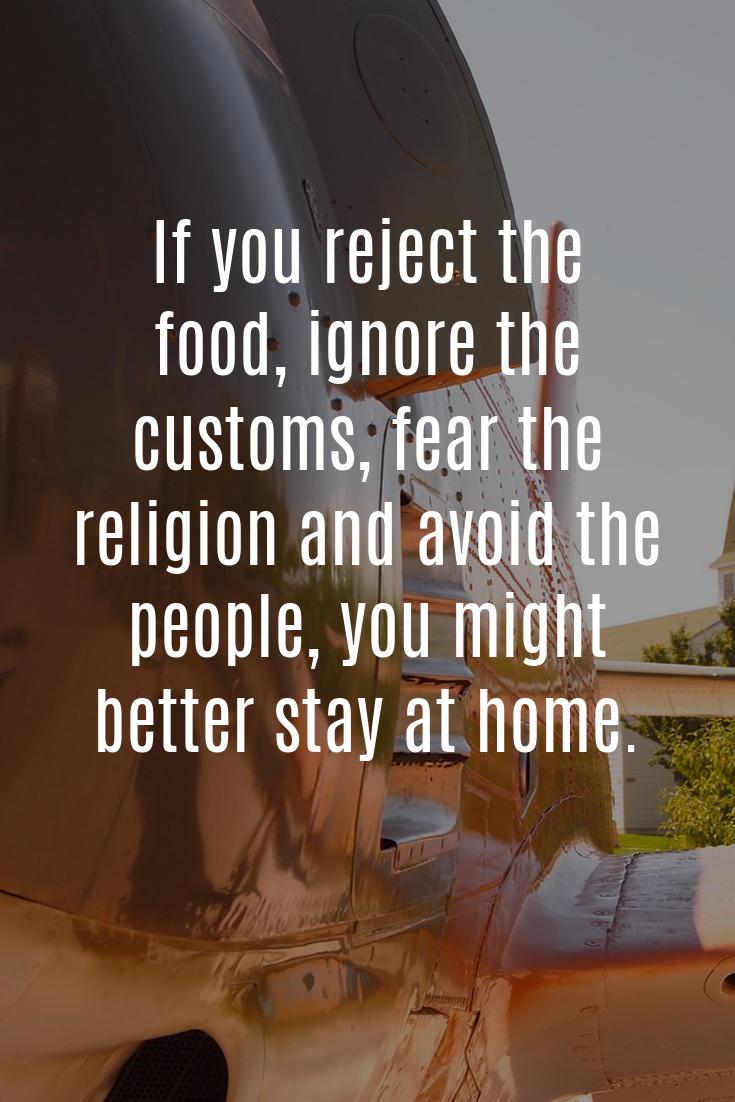 If you reject the
food, ignore the
customs, fear the
religion and avoid the
people, you might
better stay at home.